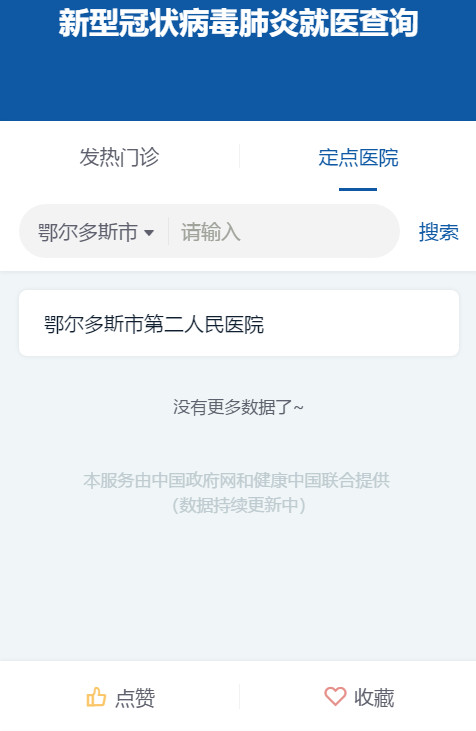 新型冠状病毒肺炎就医查询
发热门诊 定点医院
鄂尔多斯市 请输入 搜索
鄂尔多斯市第二人民医院
没有更多数据了~
本服务由中国政府网和健康中国联合提供
（数据持续更新中）
点赞 收藏